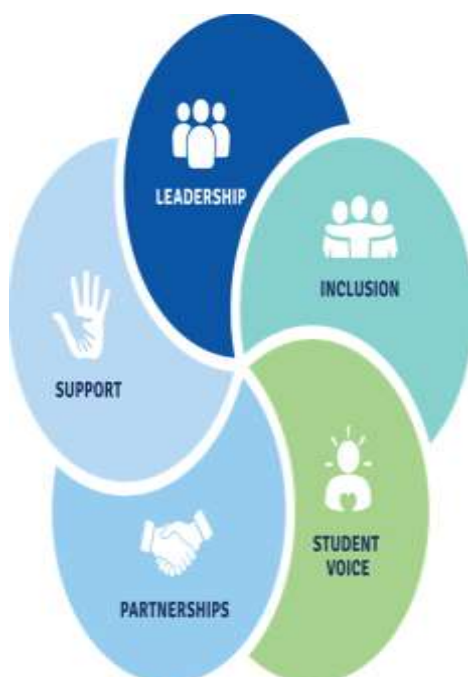 LEADERSHIP
INCLUSION
SUPPORT
STUDENT
VOICE
PARTNERSHIPS